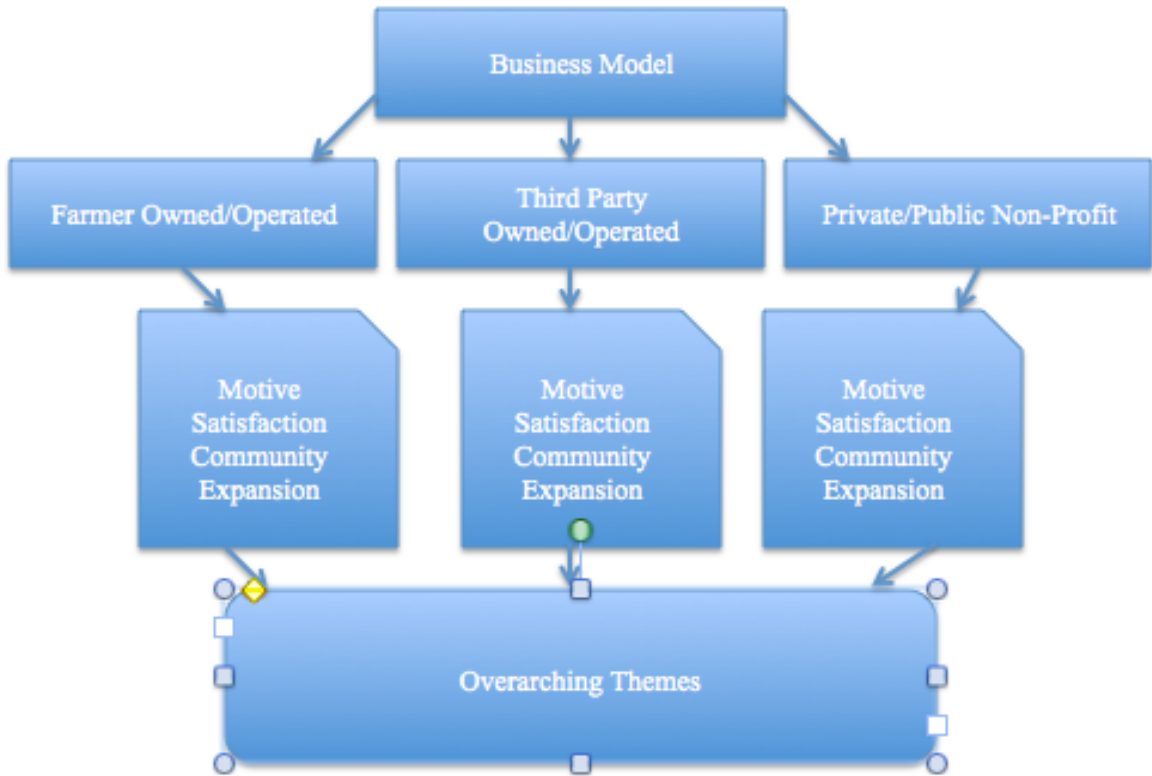 Business Model
Farmer Owned/Operated
Third Party
Owned/Operated
Private/Public Non-Profit
Motive
Satisfaction
Community
Expansion
Motive
Satisfaction
Community
Expansion
Motive
Satisfaction
Community
Expansion
Overarching Themes